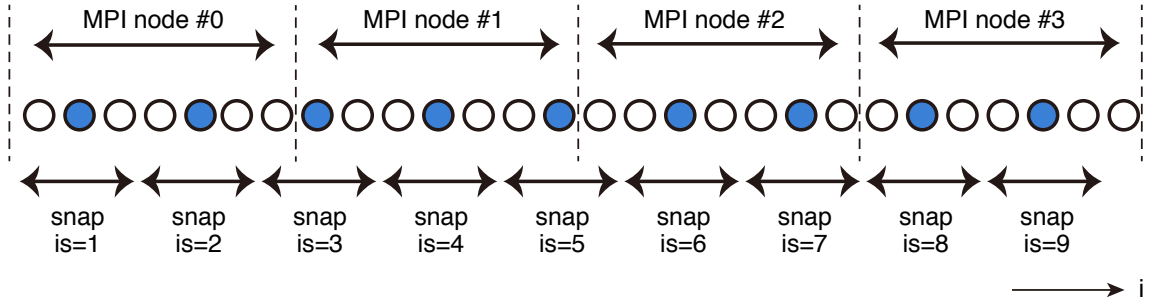 MPI node #0 MPI node #1 MPI node #2 MPI node #3
snap snap snap snap snap snap snap snap snap
is=1 is=2 is=3 is=4 is=5 is=6 is=7 is=8 is=9
i